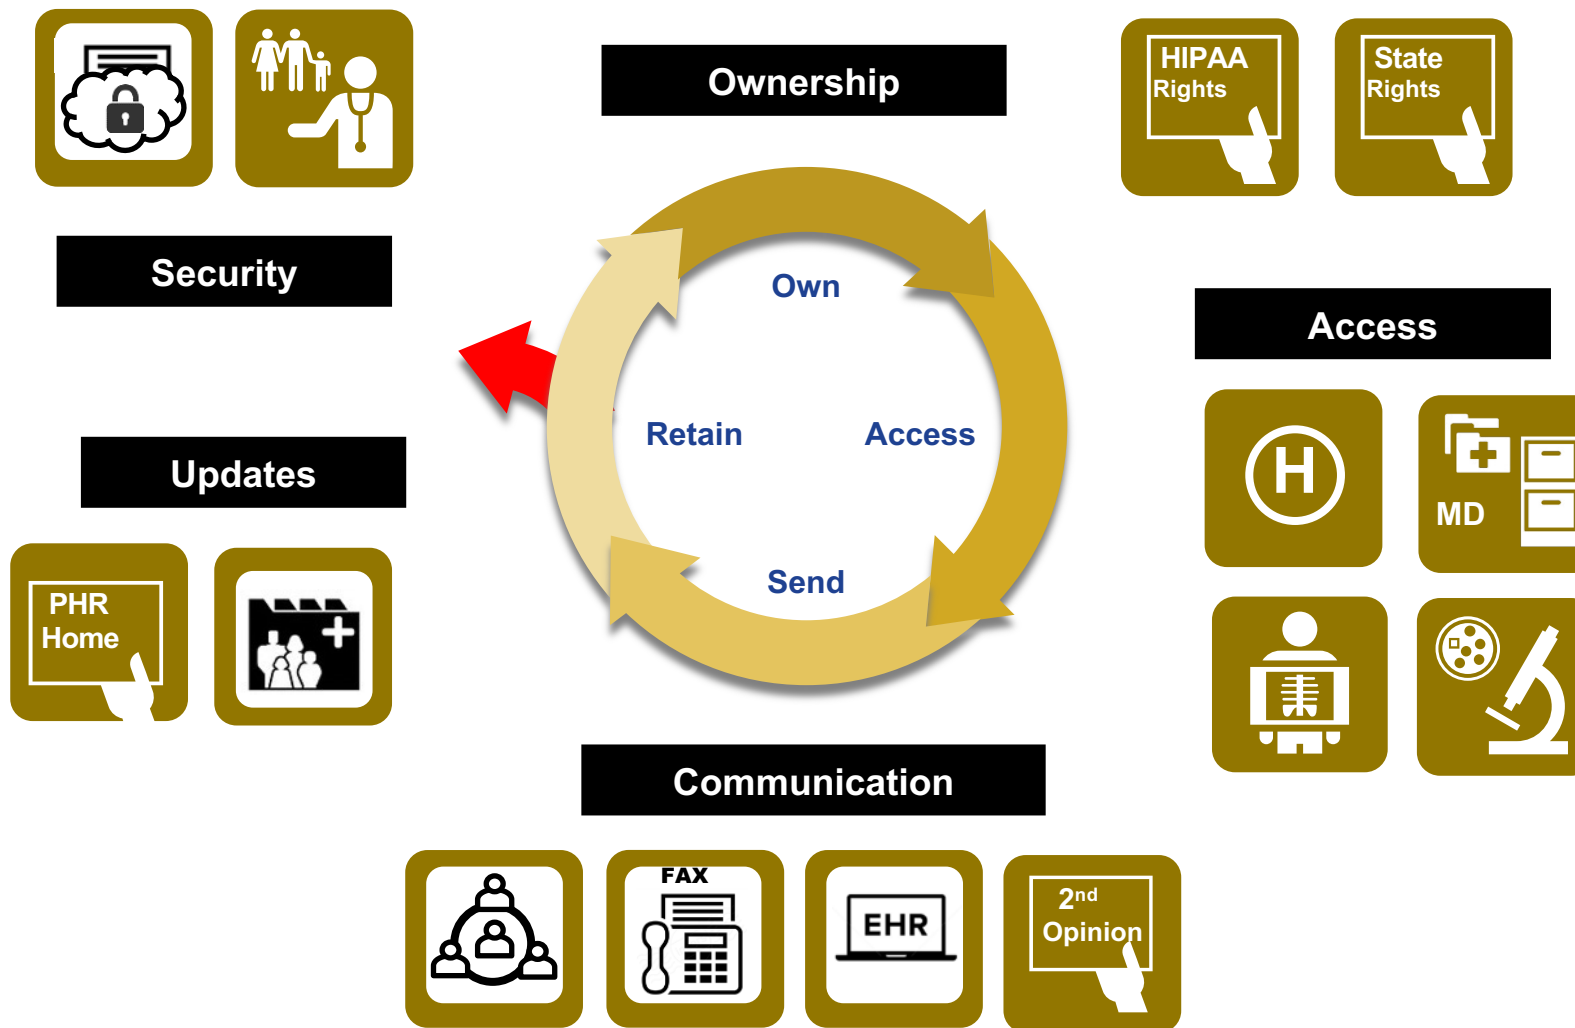 Ownership
HIPAA
Rights
State
Rights
Security
Own
Access
Retain
Access
Updates
H
MD
PHR
Home
Send
Communication
FAX
EHR
2nd
Opinion